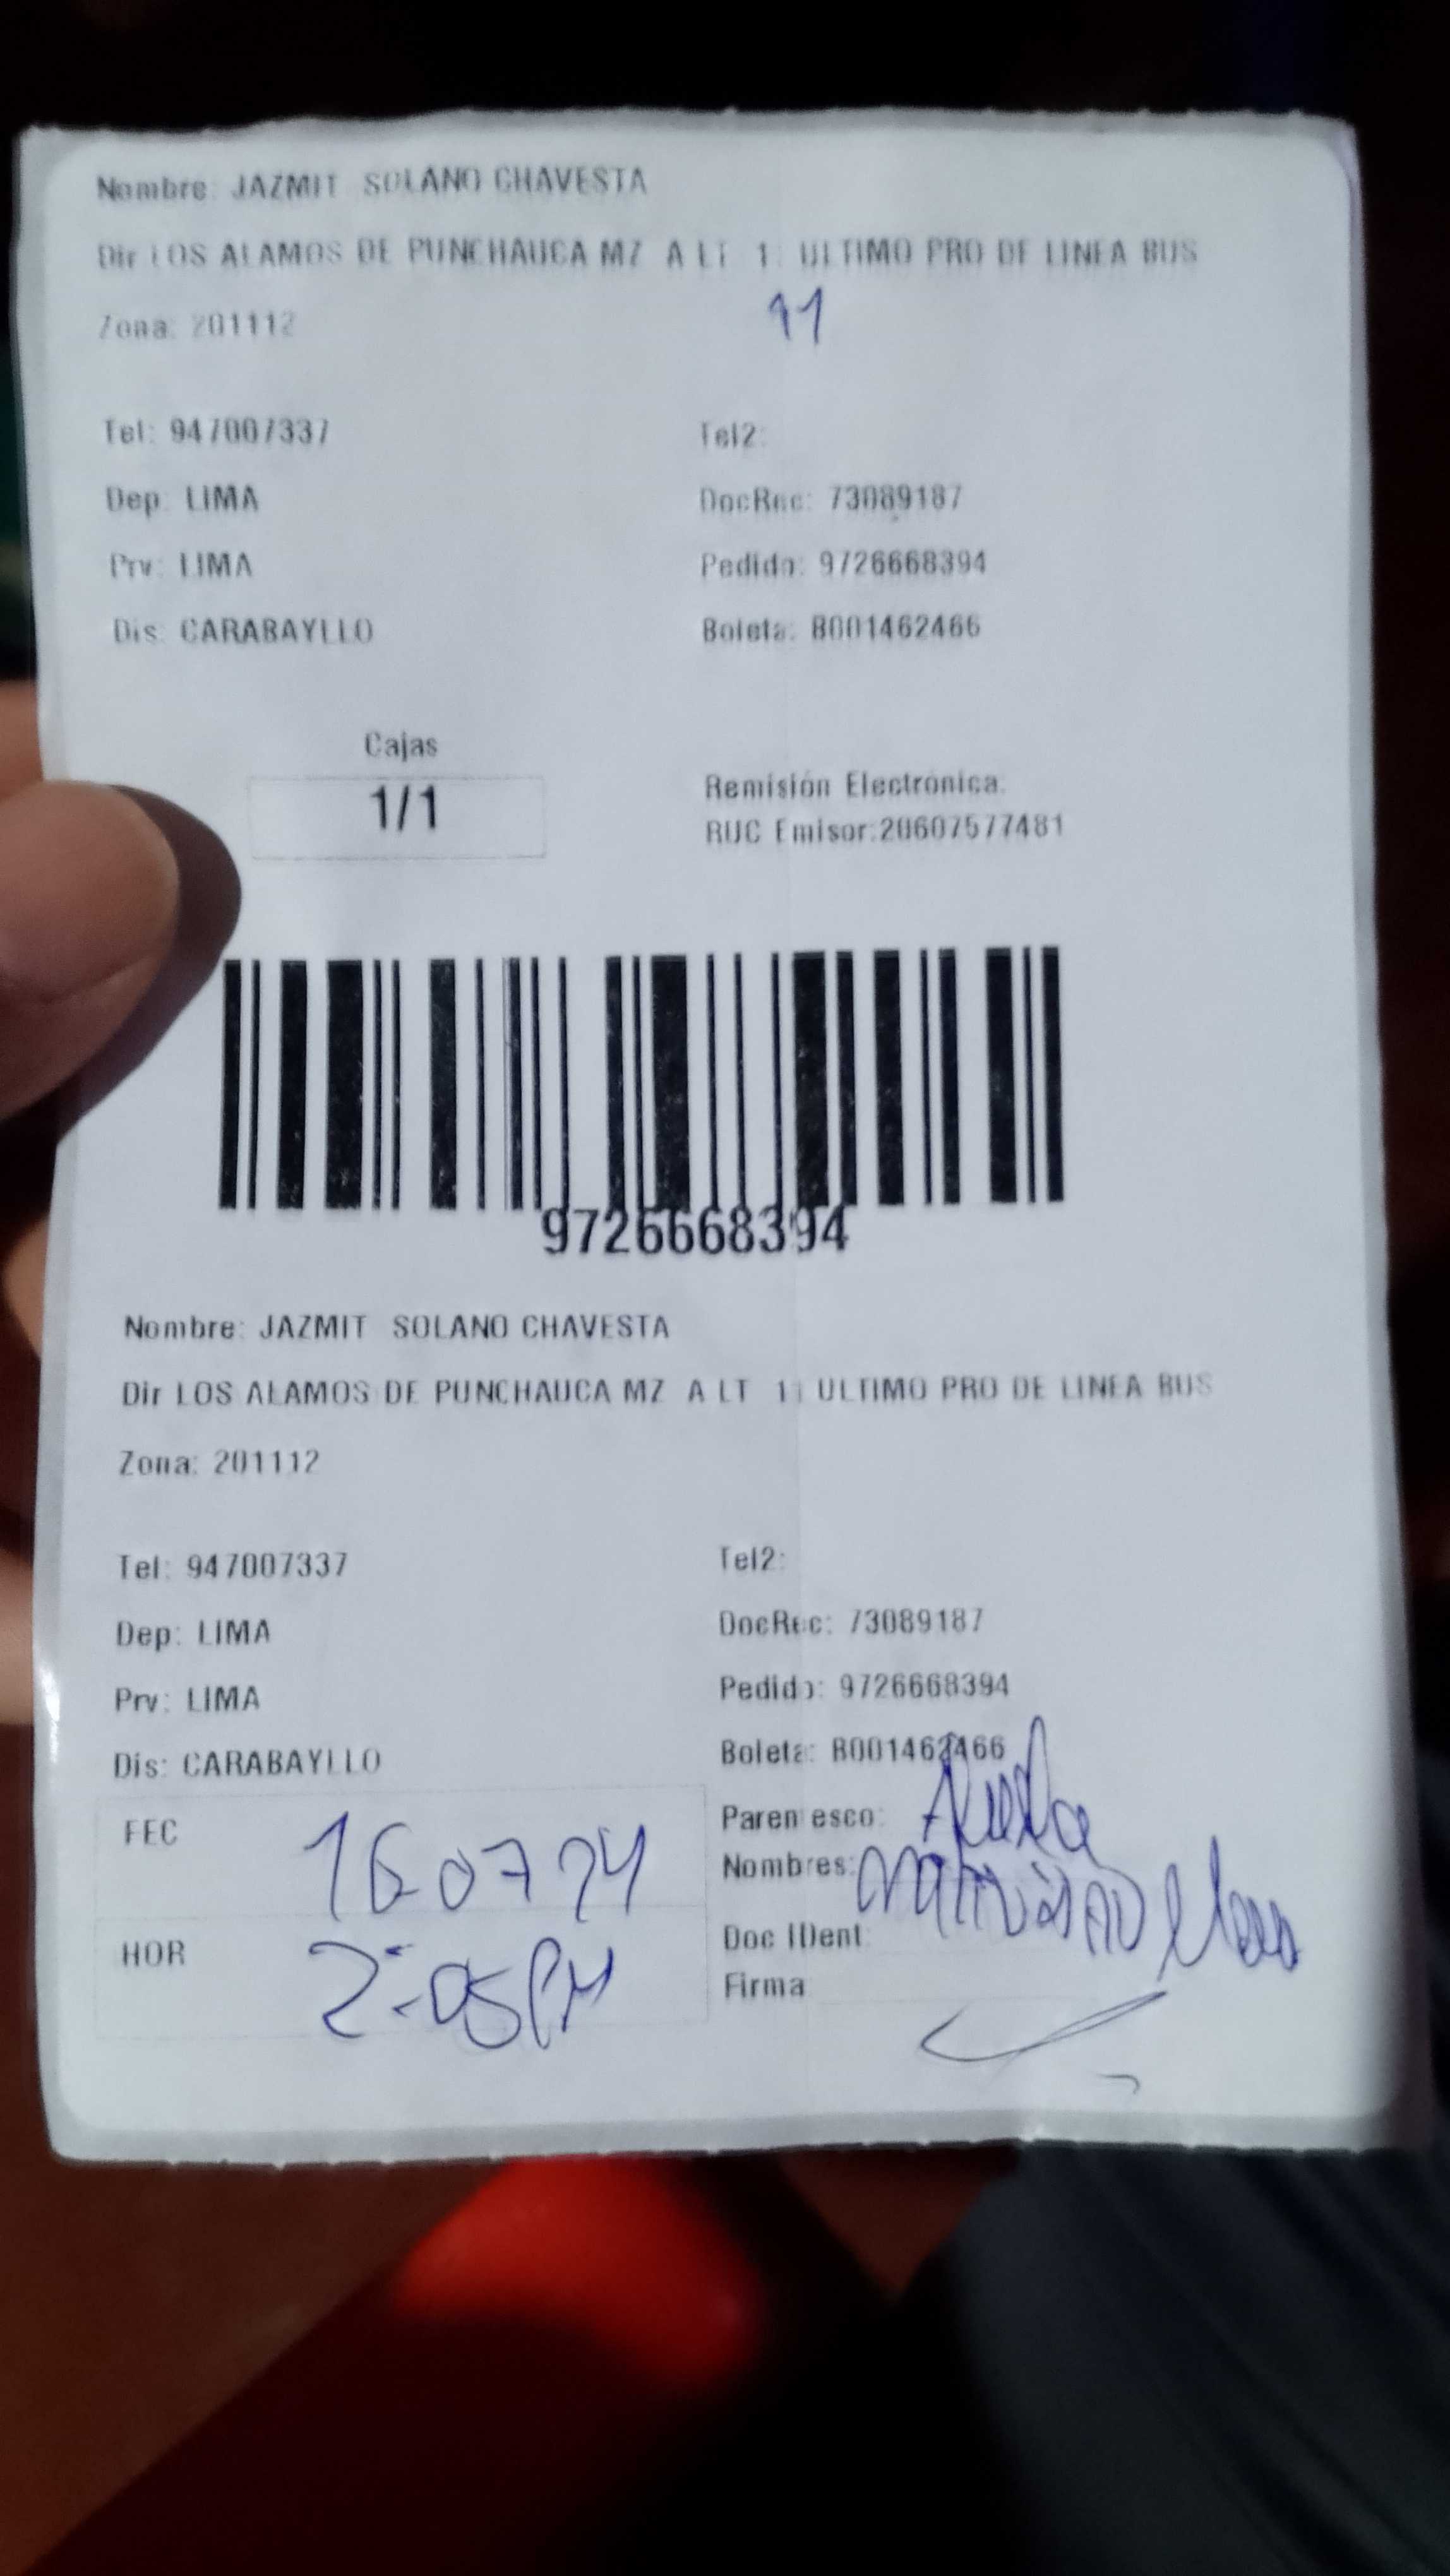 Nombre: JAZMIT SOLANO CHAVESTA
Dir LOS ALAMOS DE PUNCHAUCA MZ A LT 1 ULTIMO PRO DE LINEA BUS
11
Zona: 201112
Tel: 947007337
Tel2:
Dep: LIMA
DocRec: 73089187
Prv: LIMA
Pedido: 9726668394
Dis: CARABAYLLO
Boleta: B001462466
Cajas
1/1
Remisión Electrónica.
RUC Emisor:20607577481
9726668394
Nombre: JAZMIT SOLANO CHAVESTA
Dir LOS ALAMOS DE PUNCHAUCA MZ A LT 1 ULTIMO PRO DE LINEA BUS
Zona: 201112
Tel: 947007337
Tel2:
Dep: LIMA
DocRec: 73089187
Prv: LIMA
Pedido: 9726668394
Dis: CARABAYLLO
Boleta: B001462466
FEC 16 07 24
Parentesco:
Nombres:
HOR 2:05 PM
Doc IDent:
Firma